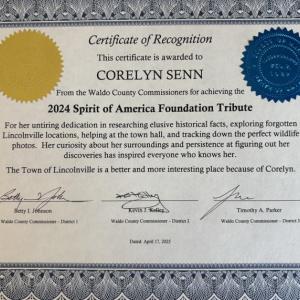 Certificate of Recognition
This certificate is awarded to
CORELYN SENN
From the Waldo County Commissioners for achieving the
2024 Spirit of America Foundation Tribute
For her untiring dedication in researching elusive historical facts, exploring forgotten
Lincolnville locations, helping at the town hall, and tracking down the perfect wildlife
photos. Her curiosity about her surroundings and persistence at figuring out her
discoveries has inspired everyone who knows her.
The Town of Lincolnville is a better and more interesting place because of Corelyn.
Betty I. Johnson
Waldo County Commissioner - District 1
Kevin J. Kelley
Waldo County Commissioner - District 2
Timothy A. Parker
Waldo County Commissioner - District 3
Dated: April 17, 2025